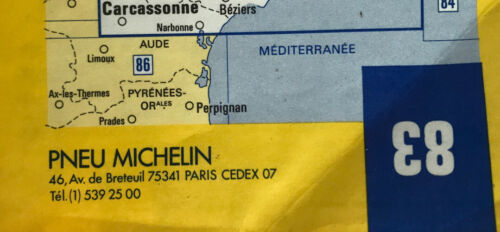 Carcassonne
Béziers
84
Narbonne
AUDE
MÉDITERRANÉE
Limoux
86
Ax-les-Thermes
PYRÉNÉES-
ORALES
Perpignan
Prades
83
PNEU MICHELIN
46, Av. de Breteuil 75341 PARIS CEDEX 07
Tél. (1) 539 25 00